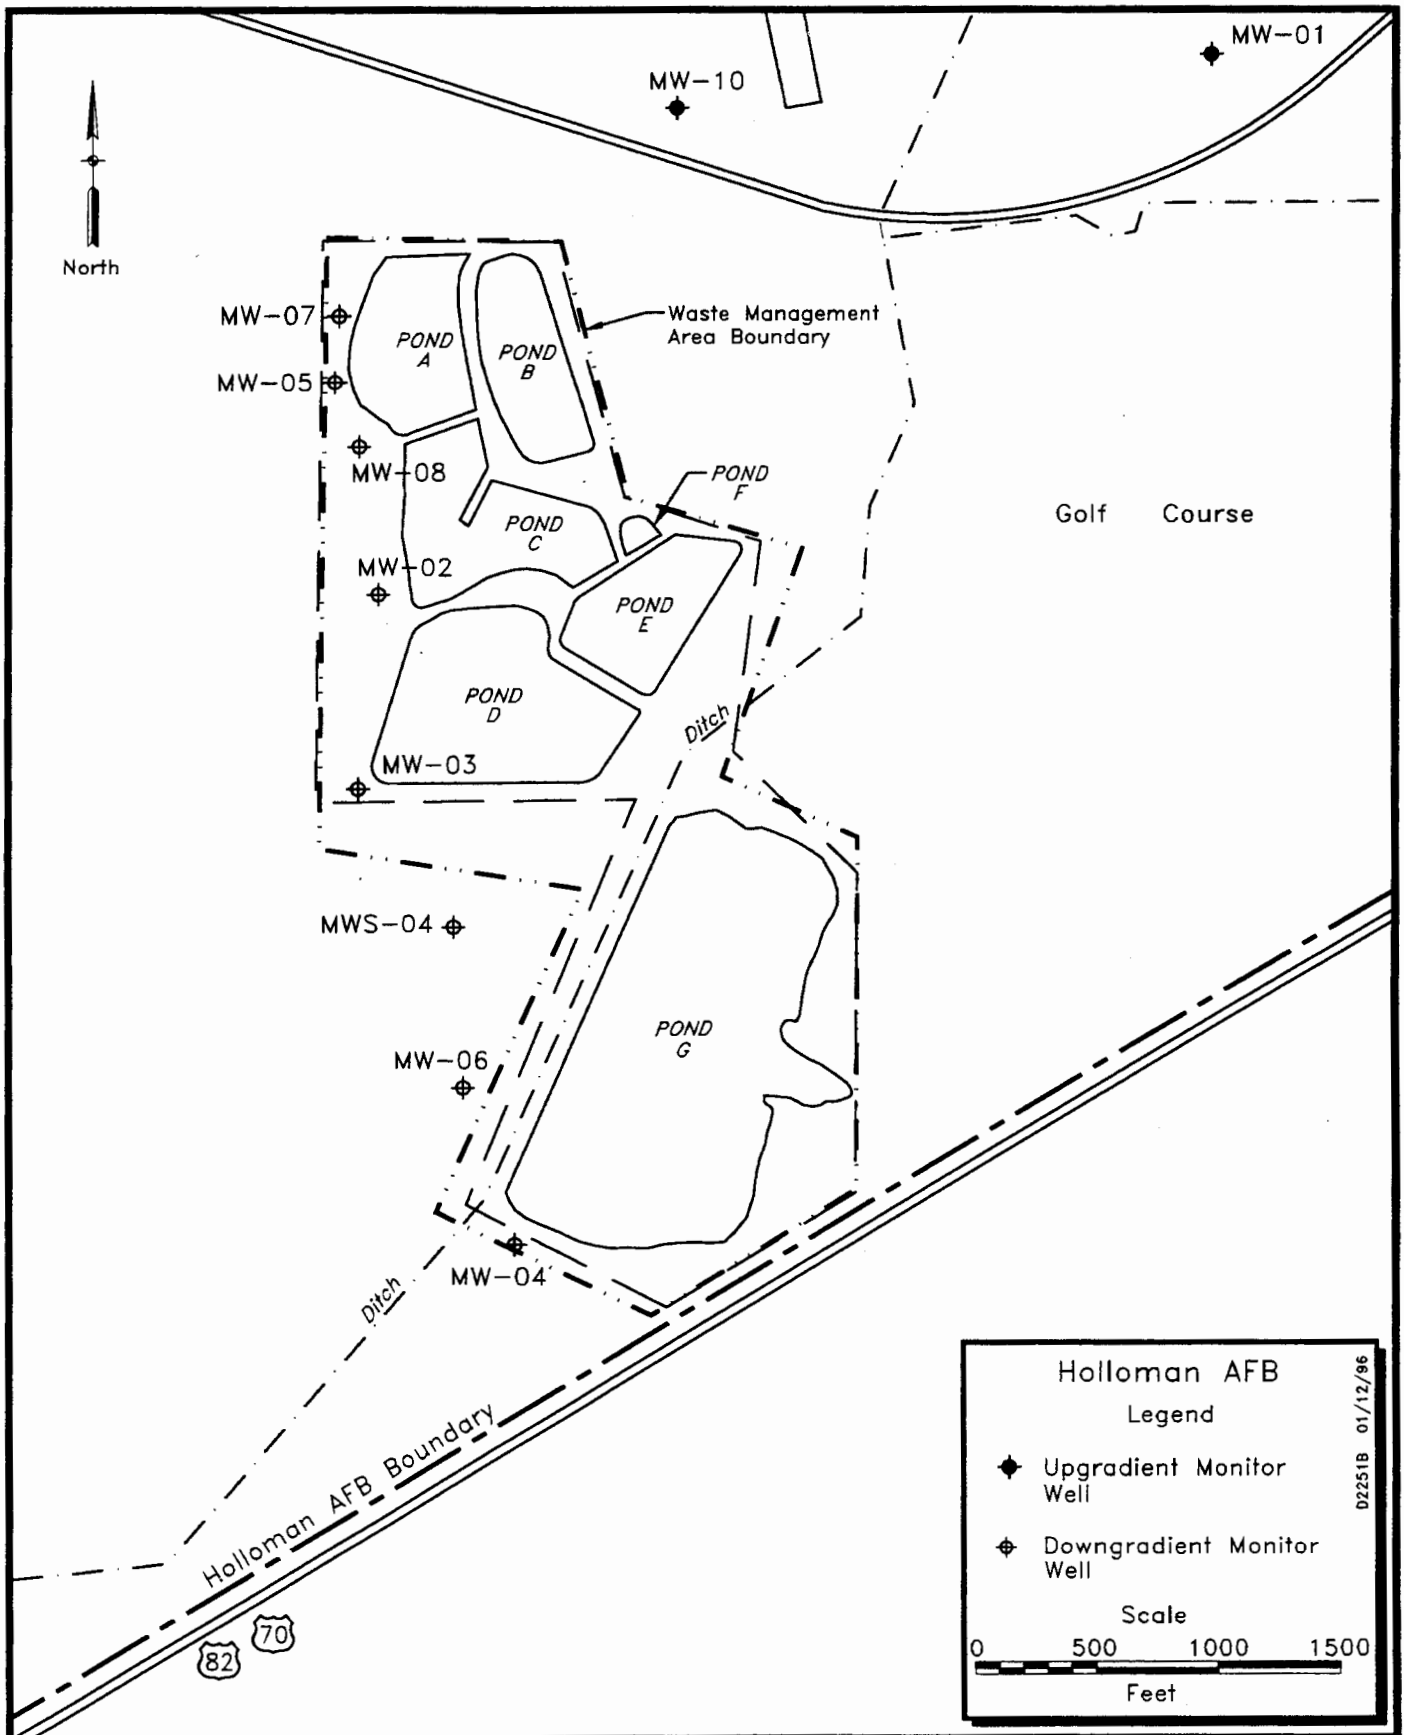 MW-01
MW-10
North
MW-07
Waste Management
Area Boundary
POND
A
POND
B
MW-05
MW-08
POND
F
Golf Course
POND
C
MW-02
POND
E
POND
D
Ditch
MW-03
MWS-04
POND
G
MW-06
MW-04
Ditch
Holloman AFB Boundary
70
82
Holloman AFB
Legend
Upgradient Monitor
Well
Downgradient Monitor
Well
Scale
0 500 1000 1500
Feet
D2251B 01/12/96